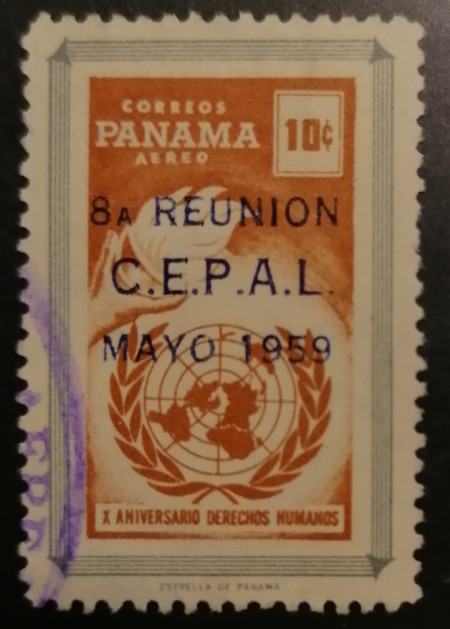 CORREOS
PANAMA
AEREO
10¢
8A REUNION
C.E.P.A.L.
MAYO 1959
X ANIVERSARIO DERECHOS HUMANOS
ESTRELLA DE PANAMA